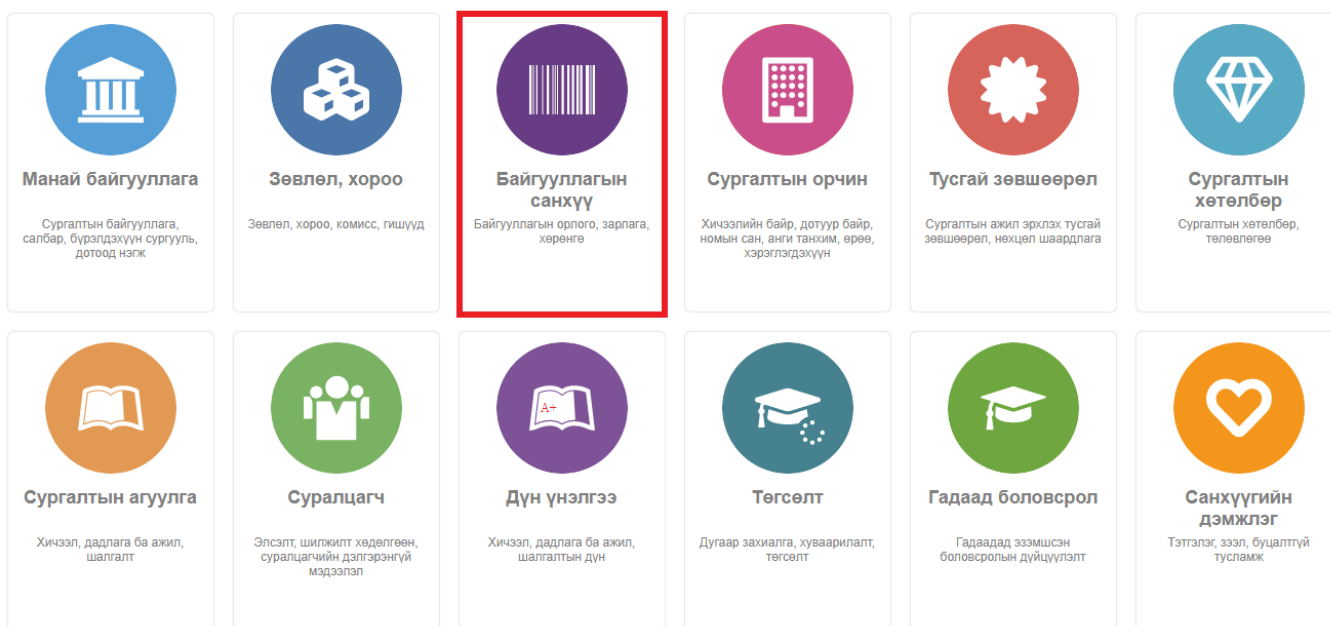 Манай байгууллага
Сургалтын байгууллага,
салбар, бүрэлдэхүүн сургууль,
дотоод нэгж
Зөвлөл, хороо
Зөвлөл, хороо, комисс, гишүүд
Байгууллагын
санхүү
Байгууллагын орлого, зарлага,
хөрөнгө
Сургалтын орчин
Хичээлийн байр, дотуур байр,
номын сан, анги танхим, өрөө,
хэрэглэгдэхүүн
Тусгай зөвшөөрөл
Сургалтын ажил эрхлэх тусгай
зөвшөөрөл, нөхцөл шаардлага
Сургалтын
хөтөлбөр
Сургалтын хөтөлбөр,
төлөвлөгөө
Сургалтын агуулга
Хичээл, дадлага ба ажил,
шалгалт
Суралцагч
Элсэлт, шилжилт хөдөлгөөн,
суралцагчийн дэлгэрэнгүй
мэдээлэл
A+
Дүн үнэлгээ
Хичээл, дадлага ба ажил,
шалгалтын дүн
Төгсөлт
Дугаар захиалга, хуваарилалт,
төгсөлт
Гадаад боловсрол
Гадаадад эзэмшсэн
боловсролын дүйцүүлэлт
Санхүүгийн
дэмжлэг
Тэтгэлэг, зээл, буцалтгүй
тусламж